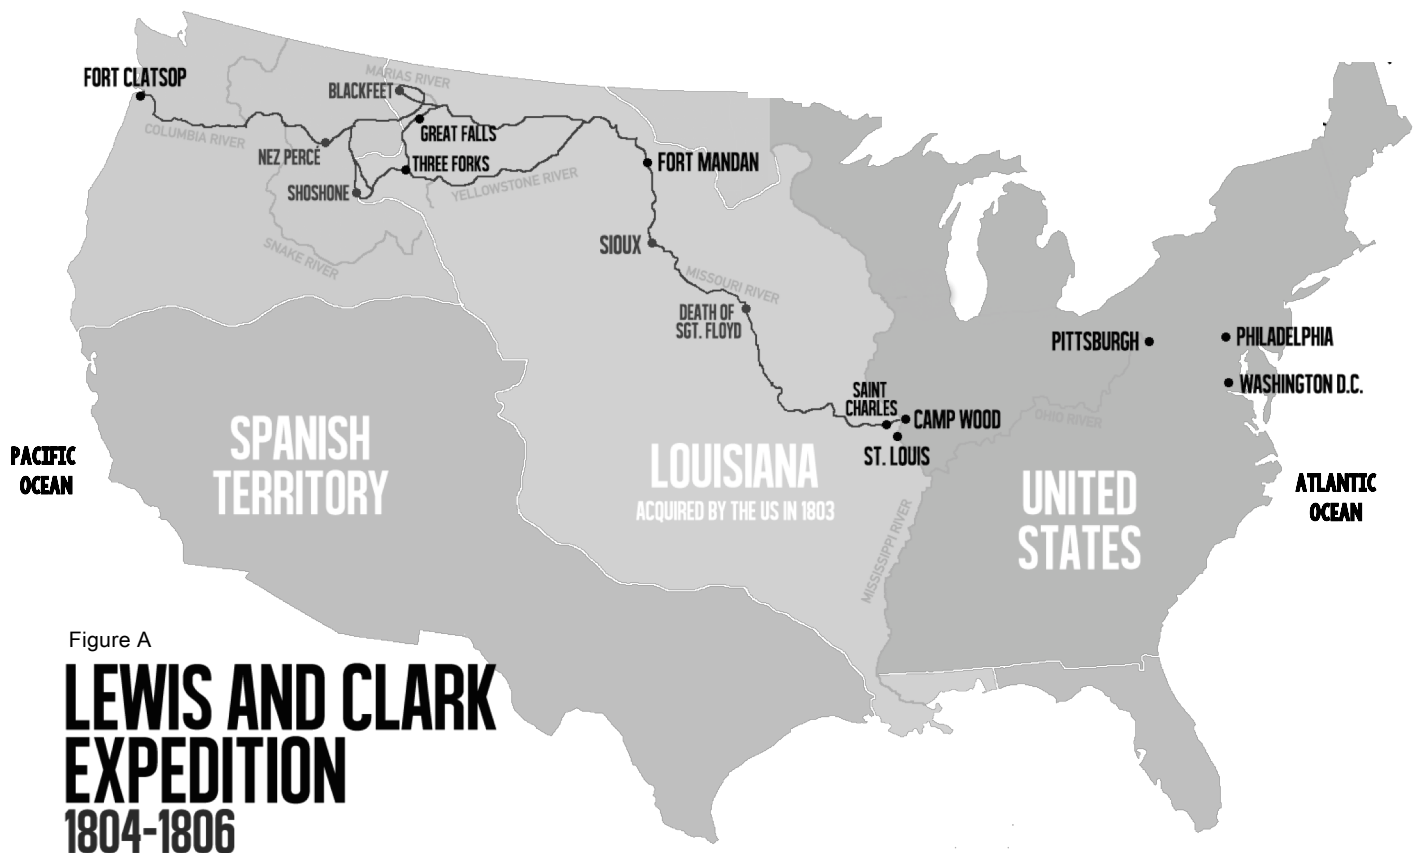 FORT CLATSOP
MARIAS RIVER
BLACKFEET
COLUMBIA RIVER
GREAT FALLS
NEZ PERCÉ
THREE FORKS
FORT MANDAN
SHOSHONE
YELLOWSTONE RIVER
SNAKE RIVER
SIOUX
MISSOURI RIVER
DEATH OF
SGT. FLOYD
PITTSBURGH
PHILADELPHIA
WASHINGTON D.C.
SAINT
CHARLES
CAMP WOOD
OHIO RIVER
ST. LOUIS
SPANISH
TERRITORY
PACIFIC
OCEAN
LOUISIANA
ACQUIRED BY THE US IN 1803
UNITED
STATES
ATLANTIC
OCEAN
MISSISSIPPI RIVER
Figure A
LEWIS AND CLARK
EXPEDITION
1804-1806